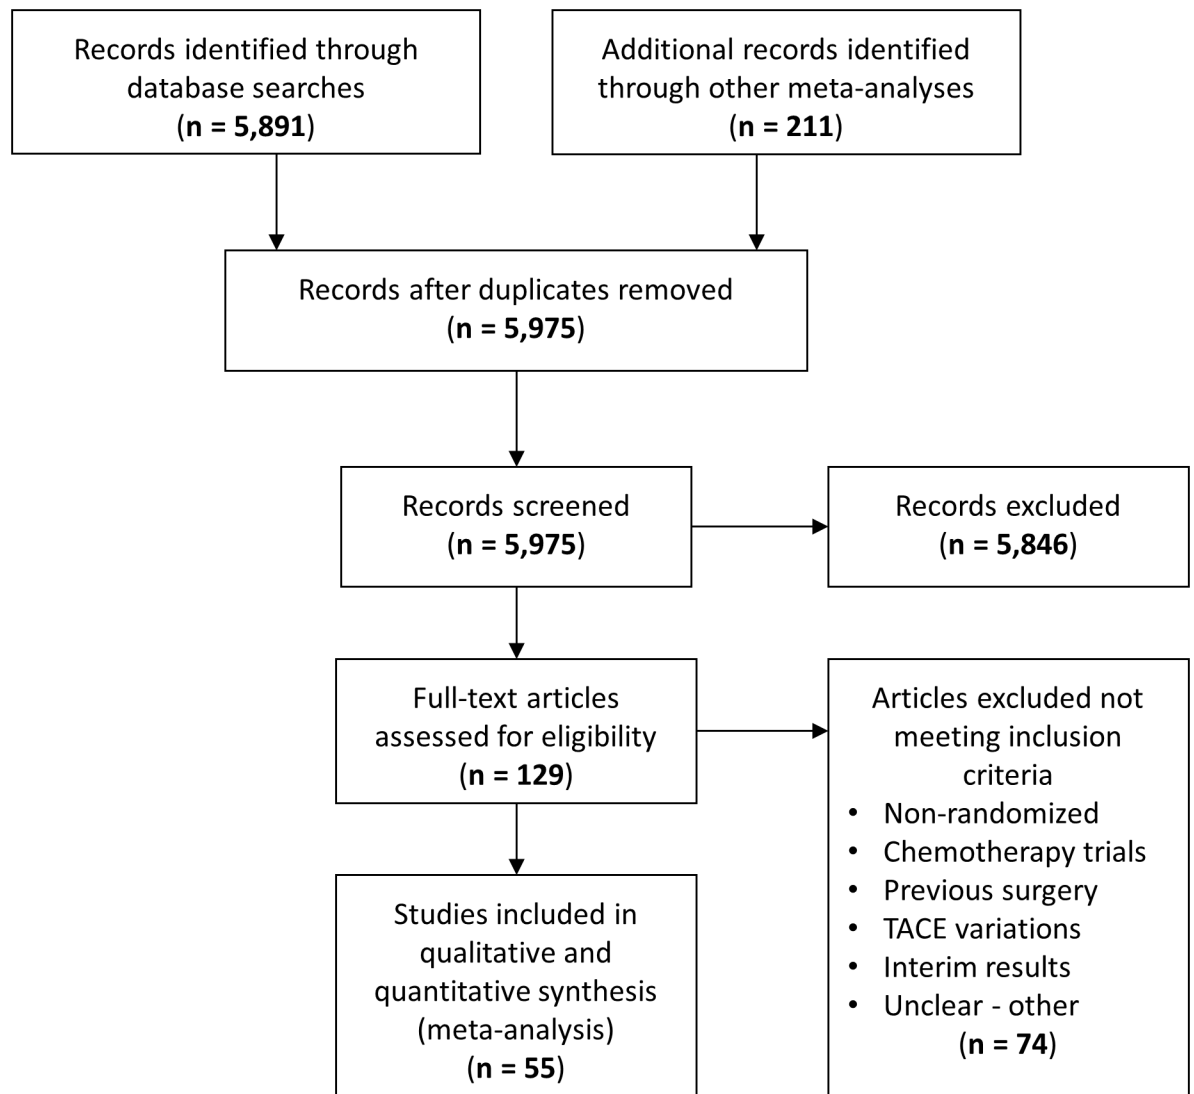 Records identified through
database searches
(n = 5,891)
Additional records identified
through other meta-analyses
(n = 211)
Records after duplicates removed
(n = 5,975)
Records screened
(n = 5,975)
Records excluded
(n = 5,846)
Full-text articles
assessed for eligibility
(n = 129)
Articles excluded not
meeting inclusion
criteria
• Non-randomized
• Chemotherapy trials
• Previous surgery
• TACE variations
• Interim results
• Unclear - other
(n = 74)
Studies included in
qualitative and
quantitative synthesis
(meta-analysis)
(n = 55)